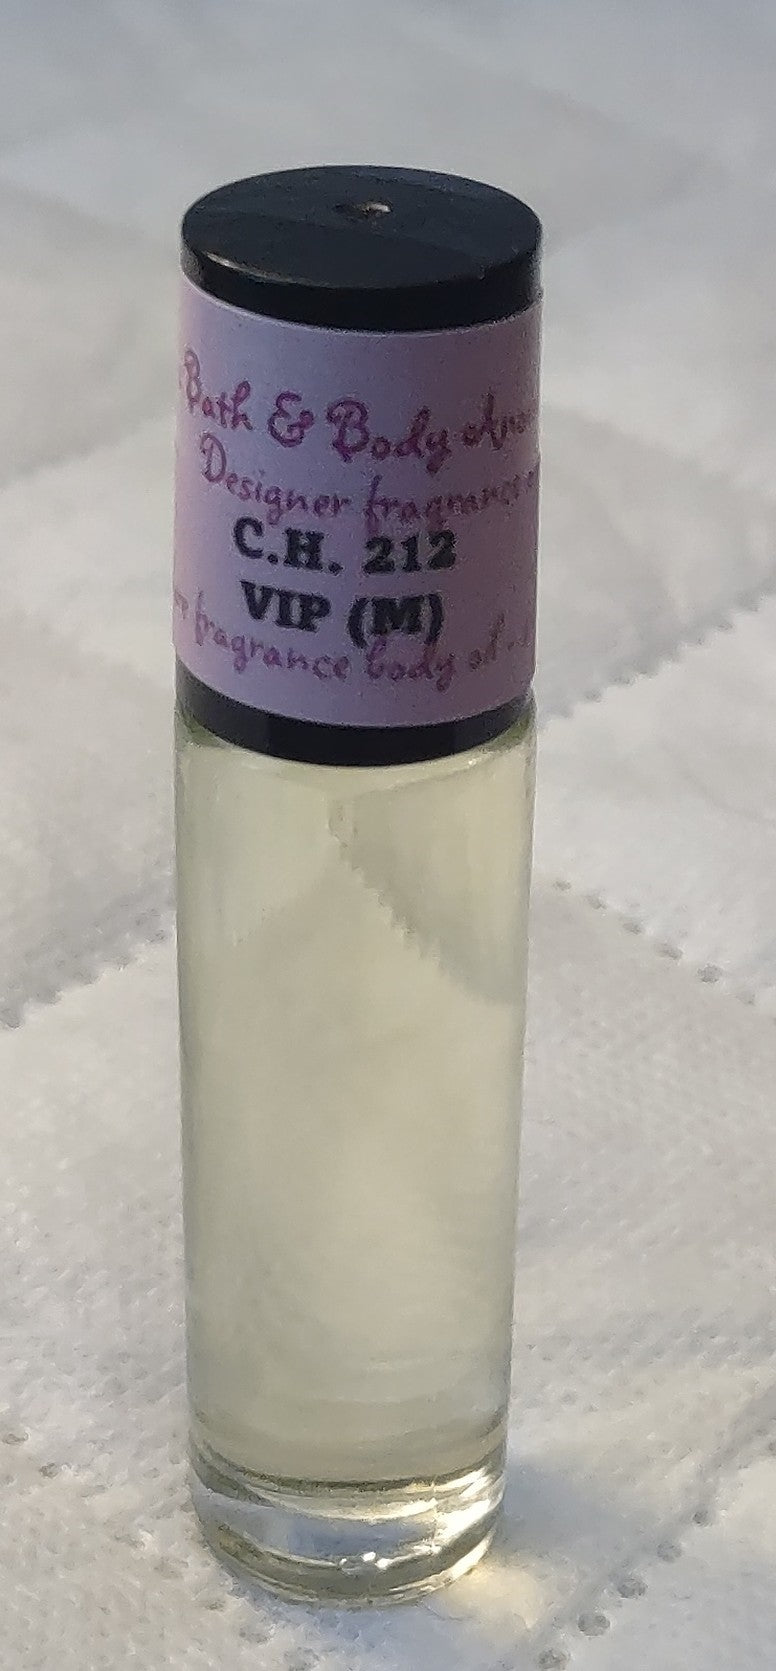 Bath & Body
Designer fragrance
C.H. 212
VIP (M)
fragrance body oil